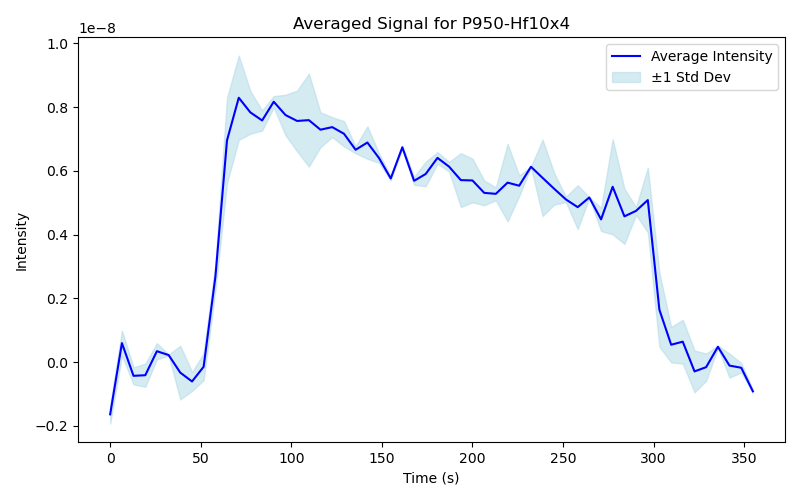 Averaged Signal for P950-Hf10x4
1e−8
Average Intensity
±1 Std Dev
1.0
0.8
0.6
0.4
0.2
0.0
−0.2
Intensity
0
50
100
150
200
250
300
350
Time (s)